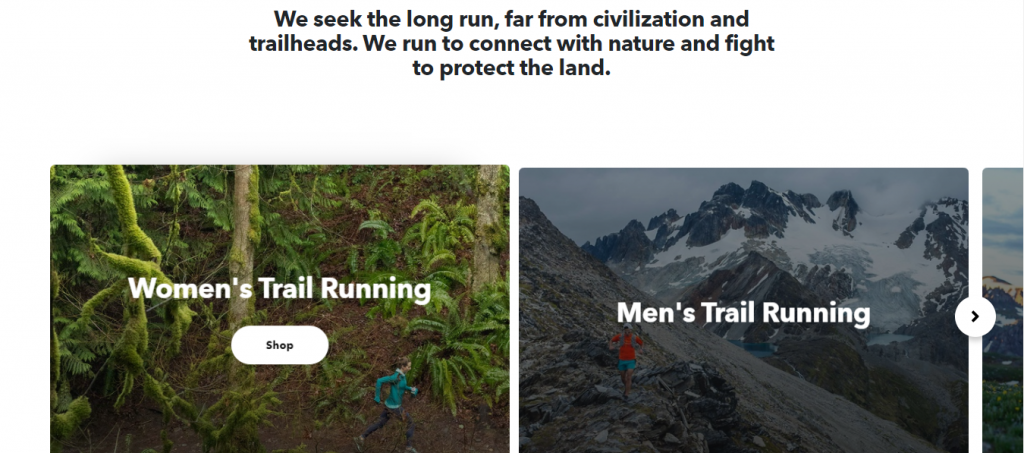 We seek the long run, far from civilization and
trailheads. We run to connect with nature and fight
to protect the land.
Women's Trail Running
Shop
Men's Trail Running